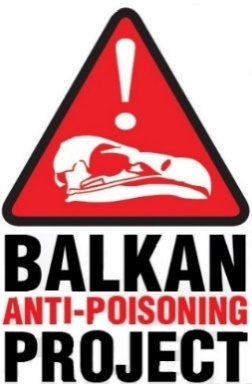 !
BALKAN
ANTI-POISONING
PROJECT